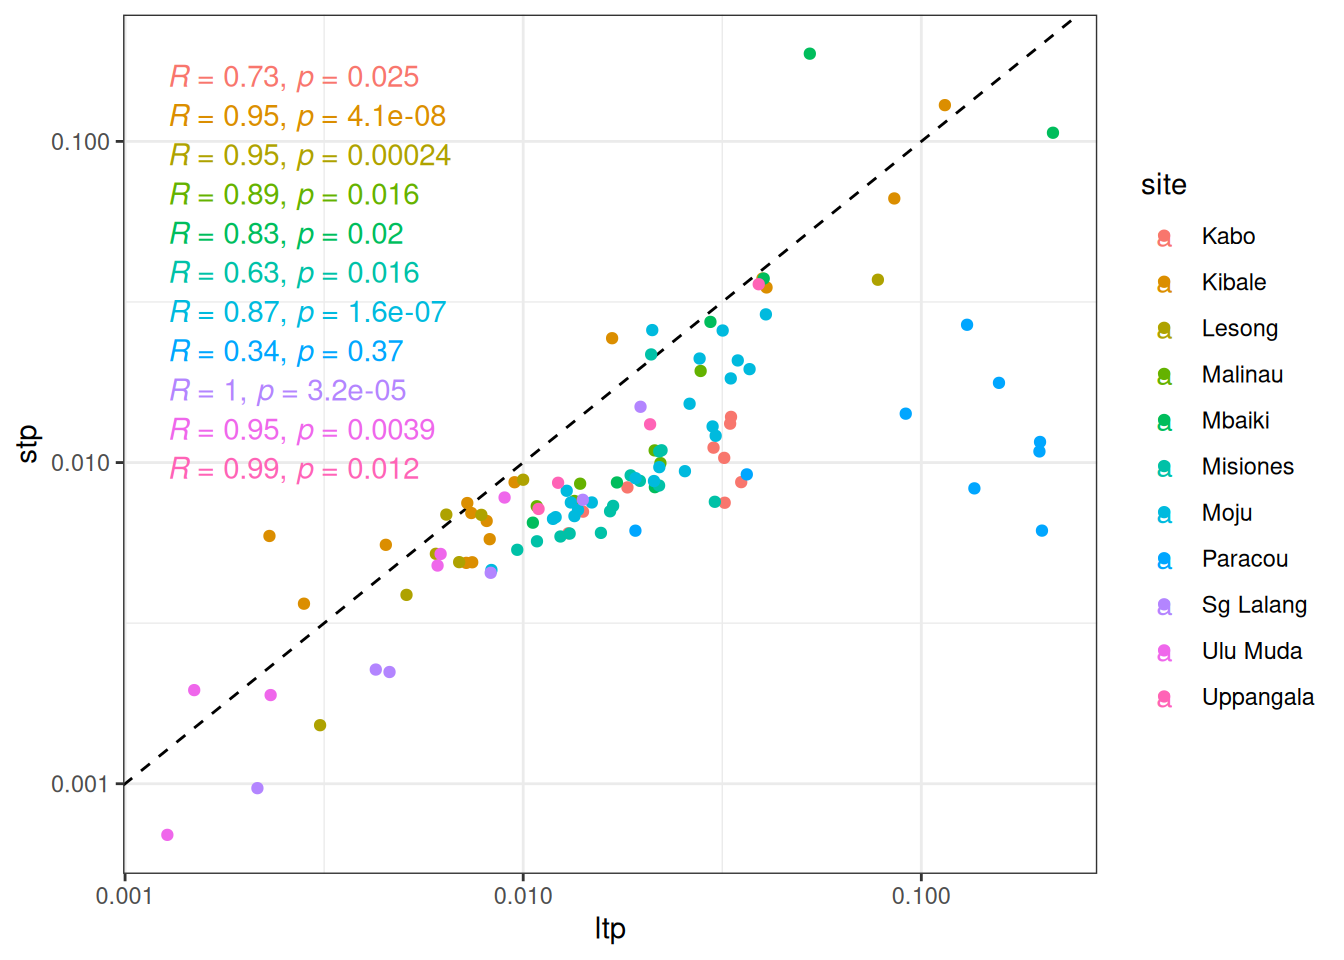 R = 0.73, p = 0.025
R = 0.95, p = 4.1e-08
R = 0.95, p = 0.00024
R = 0.89, p = 0.016
R = 0.83, p = 0.02
R = 0.63, p = 0.016
R = 0.87, p = 1.6e-07
R = 0.34, p = 0.37
R = 1, p = 3.2e-05
R = 0.95, p = 0.0039
R = 0.99, p = 0.012
0.100
0.010
0.001
stp
0.001
0.010
0.100
ltp
site
a Kabo
a Kibale
a Lesong
a Malinau
a Mbaiki
a Misiones
a Moju
a Paracou
a Sg Lalang
a Ulu Muda
a Uppangala